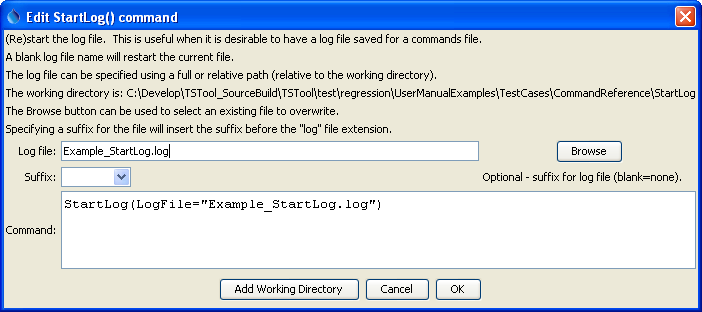 Edit StartLog() command
(Re)start the log file.  This is useful when it is desirable to have a log file saved for a commands file.
A blank log file name will restart the current file.
The log file can be specified using a full or relative path (relative to the working directory).
The working directory is: C:\Develop\TSTool_SourceBuild\TSTool\test\regression\UserManualExamples\TestCases\CommandReference\StartLog
The Browse button can be used to select an existing file to overwrite.
Specifying a suffix for the file will insert the suffix before the "log" file extension.
Log file: Example_StartLog.log Browse
Suffix: Optional - suffix for log file (blank=none).
StartLog(LogFile="Example_StartLog.log")
Command:
Add Working Directory Cancel OK